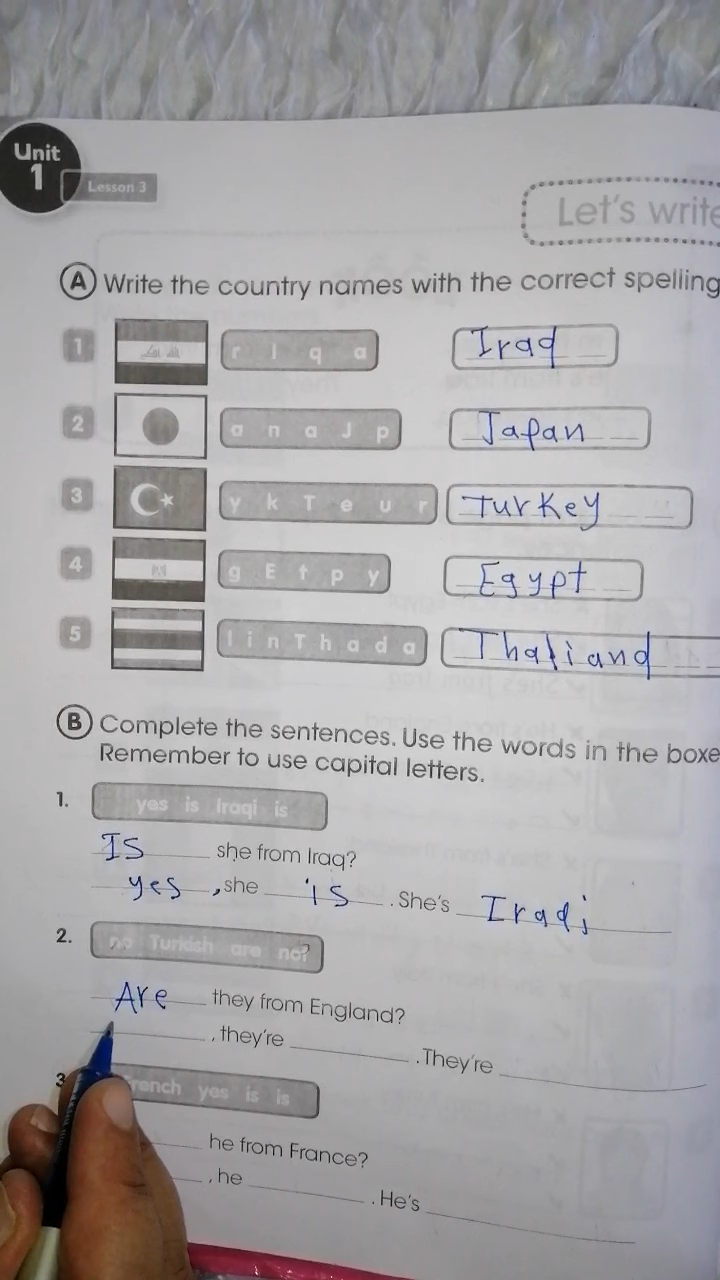 Unit
1
Lesson 3
Let's write
A Write the country names with the correct spelling
1 r I q a Iraq
2 a n a J p Japan
3 y k T e u r Turkey
4 g E t p y Egypt
5 l i n T h a d a Thaliand
B Complete the sentences. Use the words in the boxe
Remember to use capital letters.
1. yes is Iraqi is
IS she from Iraq?
yes, she is. She's Iraqi
2. no Turkish are not
Are they from England?
, they're . They're
3 French yes is is
he from France?
, he . He's